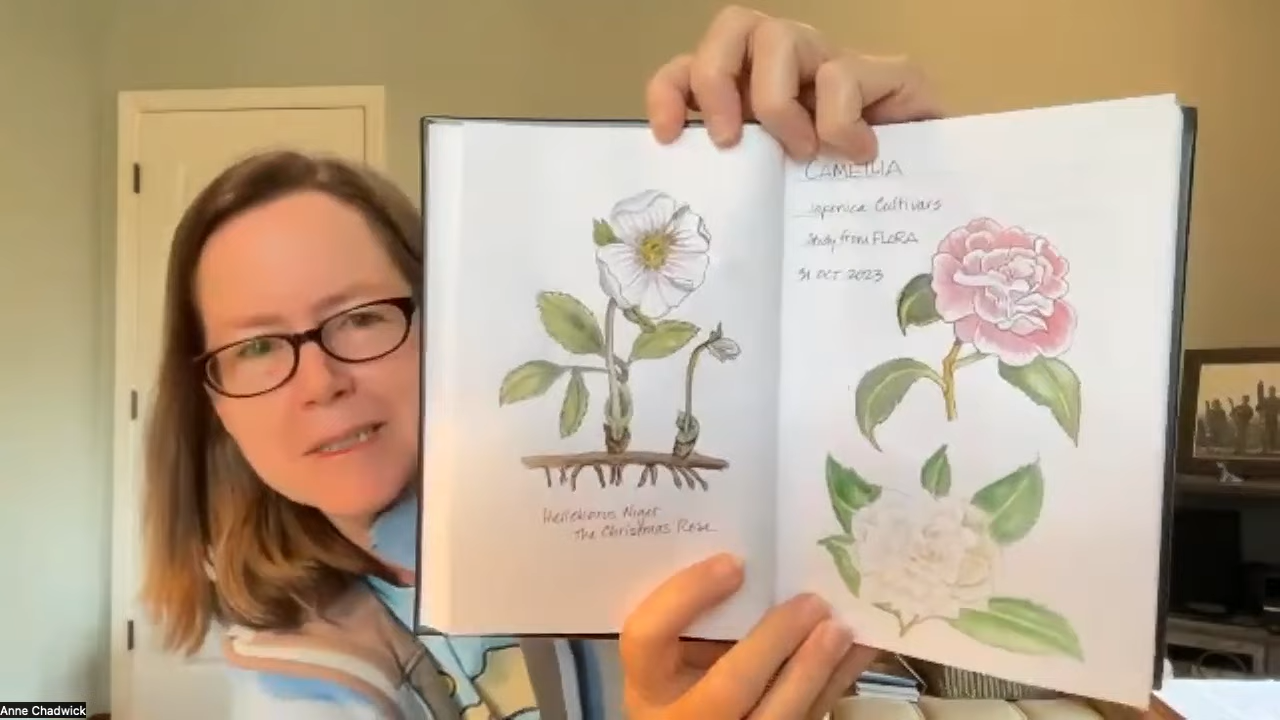 Helleborus Niger
The Christmas Rose
CAMELLIA
Japonica Cultivars
Study from FLORA
31 OCT 2023
Anne Chadwick